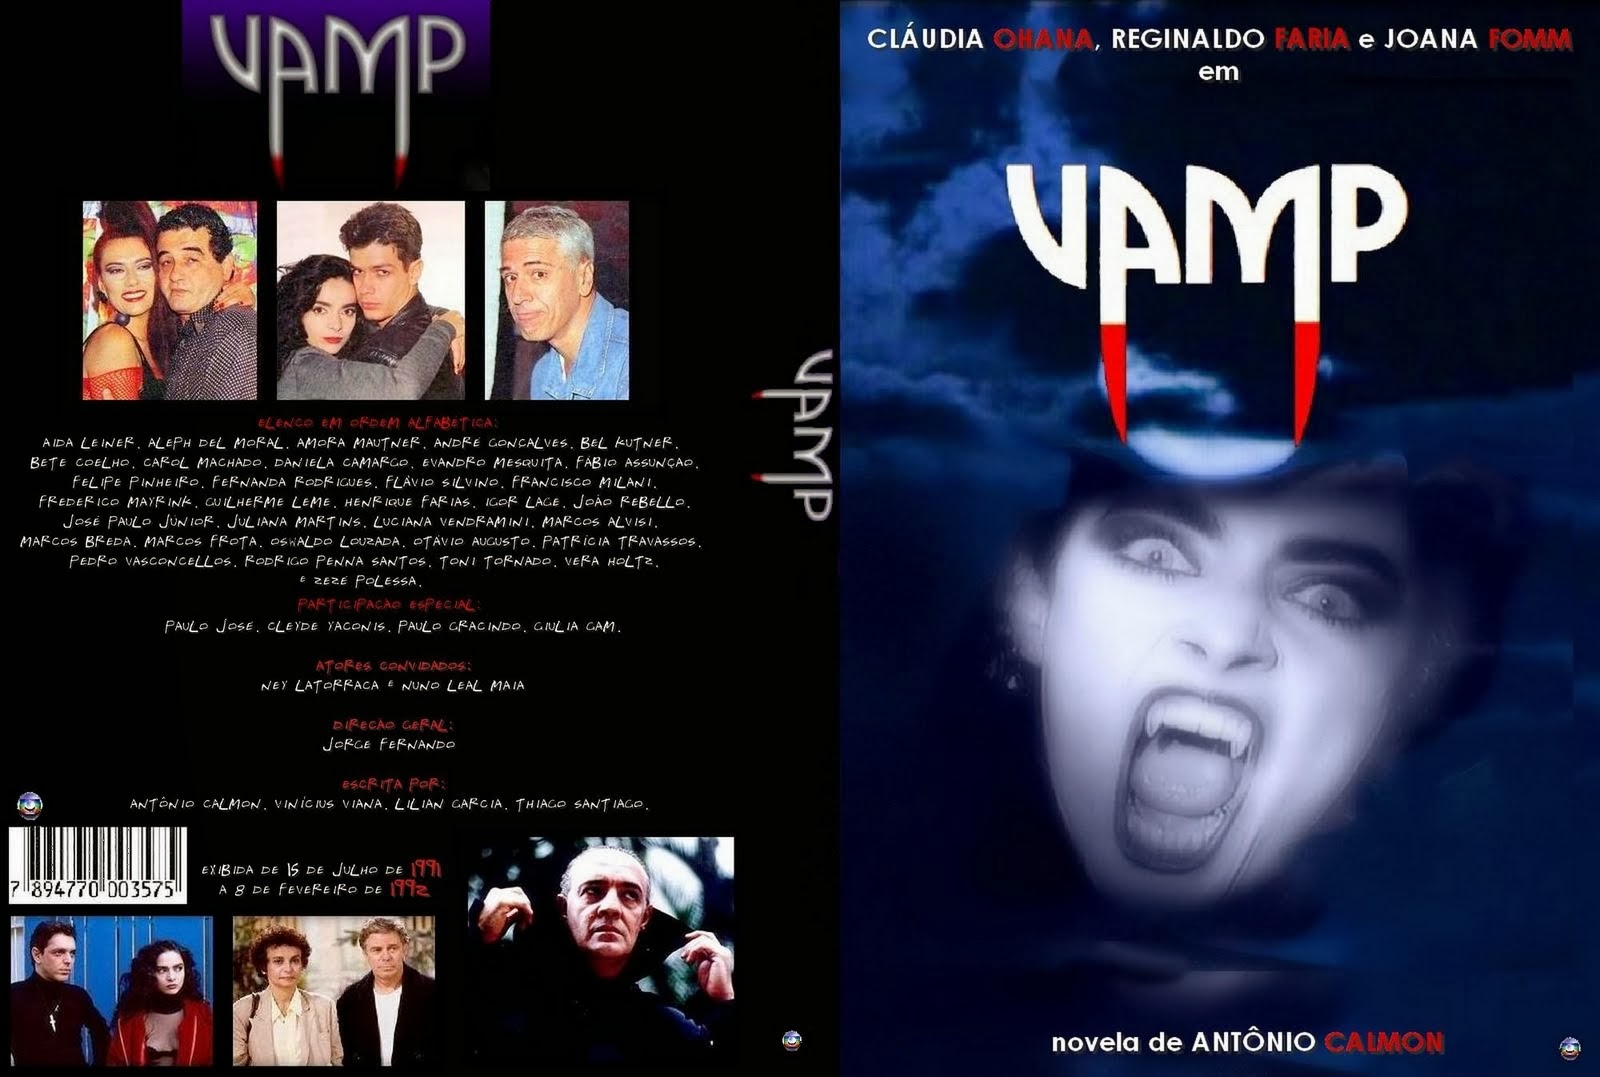 VAMP
ELENCO EM ORDEM ALFABÉTICA:
AIDA LEINER, ALEPH DEL MORAL, AMORA MAUTNER, ANDRÉ GONÇALVES, BEL KUTNER,
BETE COELHO, CAROL MACHADO, DANIELA CAMARGO, EVANDRO MESQUITA, FÁBIO ASSUNÇÃO,
FELIPE PINHEIRO, FERNANDA RODRIGUES, FLÁVIO SILVINO, FRANCISCO MILANI,
FREDERICO MAYRINK, GUILHERME LEME, HENRIQUE FARIAS, IGOR LAGE, JOÃO REBELLO,
JOSÉ PAULO JÚNIOR, JULIANA MARTINS, LUCIANA VENDRAMINI, MARCOS ALVISI,
MARCOS BREDA, MARCOS FROTA, OSWALDO LOUZADA, OTÁVIO AUGUSTO, PATRÍCIA TRAVASSOS,
PEDRO VASCONCELLOS, RODRIGO PENNA SANTOS, TONI TORNADO, VERA HOLTZ,
E ZEZÉ POLESSA.
PARTICIPAÇÃO ESPECIAL:
PAULO JOSÉ, CLEYDE YACONIS, PAULO GRACINDO, GIULIA GAM.
ATORES CONVIDADOS:
NEY LATORRACA E NUNO LEAL MAIA
DIREÇÃO GERAL:
JORGE FERNANDO
ESCRITA POR:
ANTÔNIO CALMON, VINÍCIUS VIANA, LILIAN GARCIA, THIAGO SANTIAGO.
7 894770 003575
EXIBIDA DE 15 DE JULHO DE 1991
A 8 DE FEVEREIRO DE 1992
VAMP
CLÁUDIA OHANA, REGINALDO FARIA e JOANA FOMM
em
VAMP
novela de ANTÔNIO CALMON